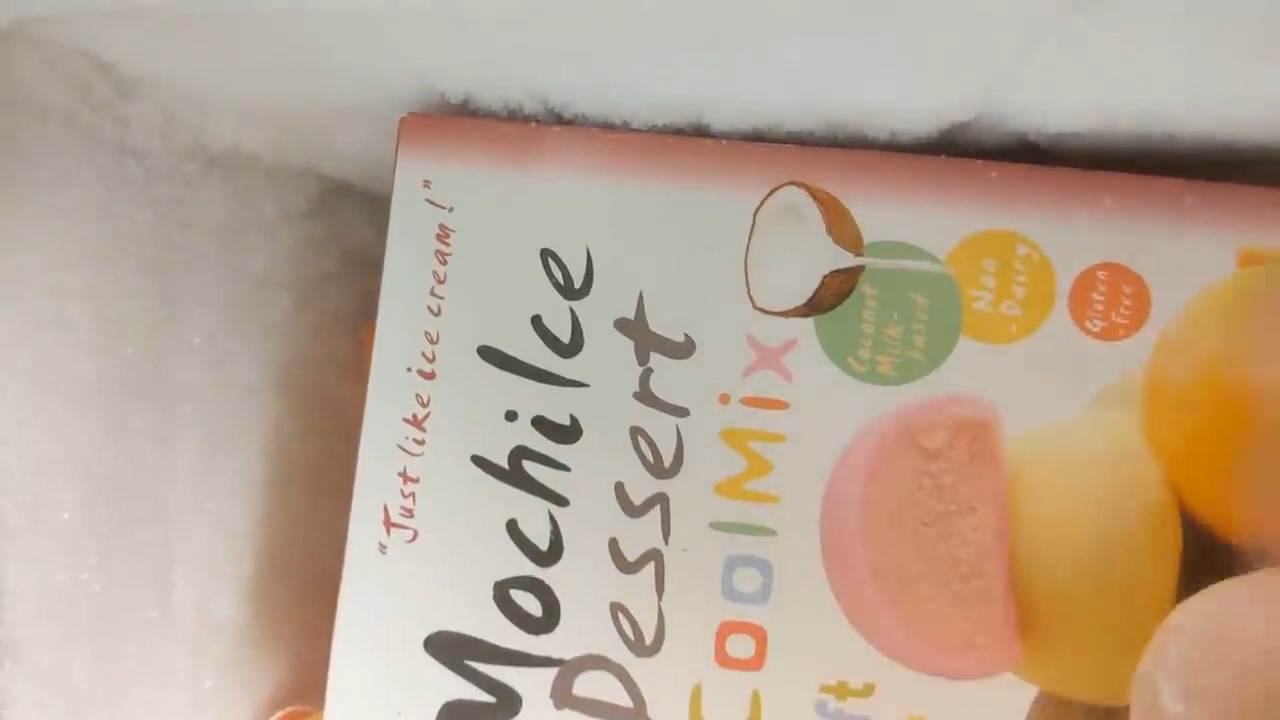 "Just like ice cream!"
Mochi Ice
Dessert
Cool Mix
Coconut
Milk-
based
Non
-Dairy
Gluten
-Free